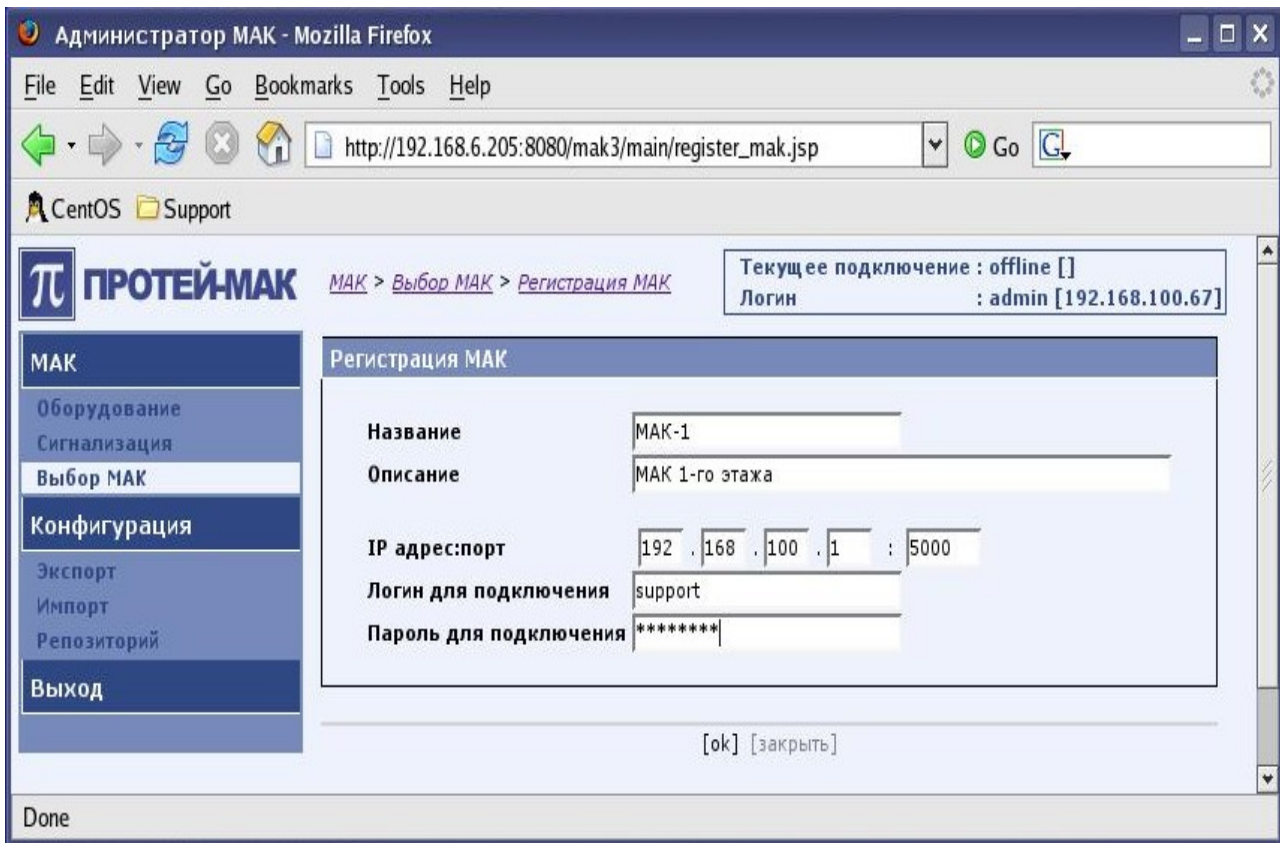 Администратор МАК - Mozilla Firefox
File Edit View Go Bookmarks Tools Help
http://192.168.6.205:8080/mak3/main/register_mak.jsp Go G
CentOS Support
π ПРОТЕЙ-МАК
МАК > Выбор МАК > Регистрация МАК
Текущее подключение : offline []
Логин : admin [192.168.100.67]
МАК
Оборудование
Сигнализация
Выбор МАК
Конфигурация
Экспорт
Импорт
Репозиторий
Выход
Регистрация МАК
Название МАК-1
Описание МАК 1-го этажа
IP адрес:порт 192 . 168 . 100 . 1 : 5000
Логин для подключения support
Пароль для подключения ********
[ok] [закрыть]
Done